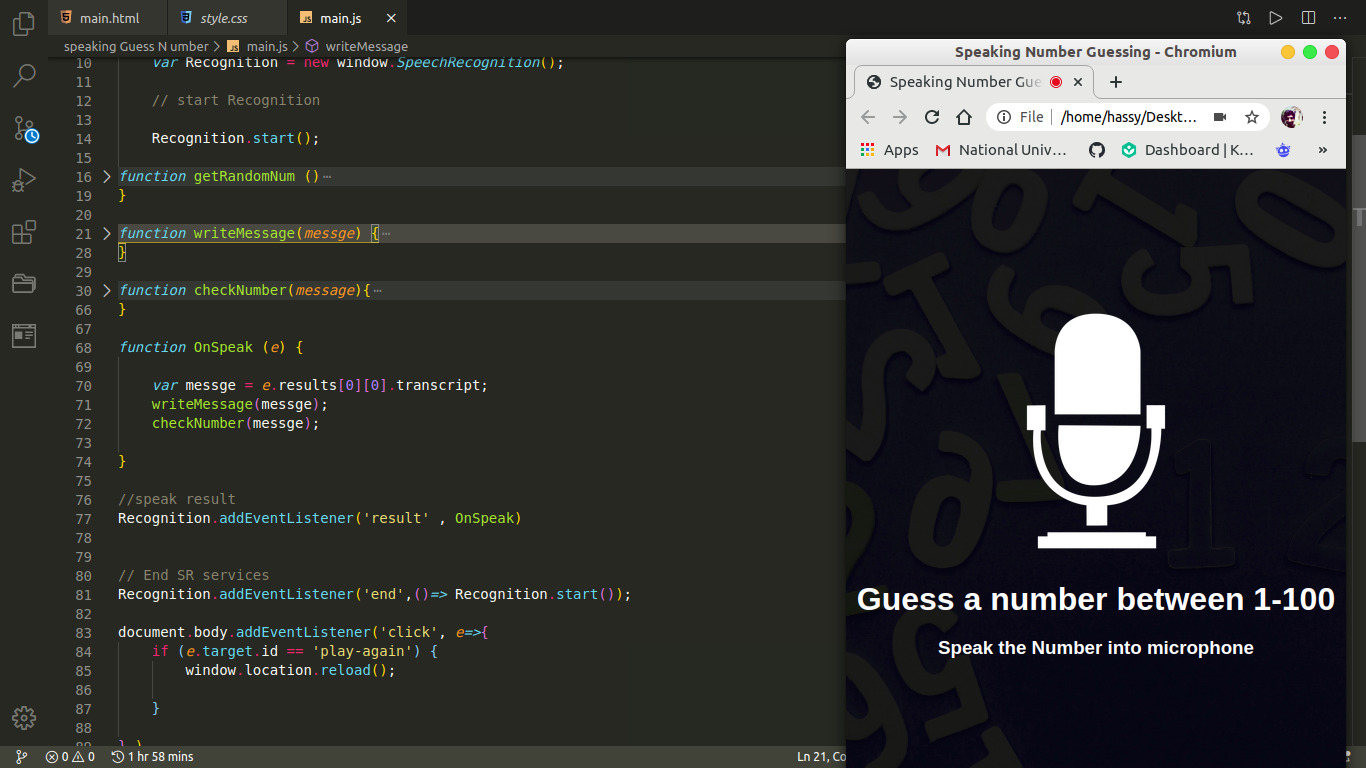 main.html
style.css
main.js
speaking Guess N umber > main.js > writeMessage
10 var Recognition = new window.SpeechRecognition();
11
12 // start Recognition
13
14 Recognition.start();
15
16 function getRandomNum ()⋯
19 }
20
21 function writeMessage(messge) {⋯
28 }
29
30 function checkNumber(message){⋯
66 }
67
68 function OnSpeak (e) {
69
70 var messge = e.results[0][0].transcript;
71 writeMessage(messge);
72 checkNumber(messge);
73
74 }
75
76 //speak result
77 Recognition.addEventListener('result' , OnSpeak)
78
79
80 // End SR services
81 Recognition.addEventListener('end',()=> Recognition.start());
82
83 document.body.addEventListener('click', e=>{
84 if (e.target.id == 'play-again') {
85 window.location.reload();
86
87 }
88
0 0 1 hr 58 mins
Ln 21, Co
Speaking Number Guessing - Chromium
Speaking Number Gue
File | /home/hassy/Deskt...
Apps National Univ... Dashboard | K... »
Guess a number between 1-100
Speak the Number into microphone